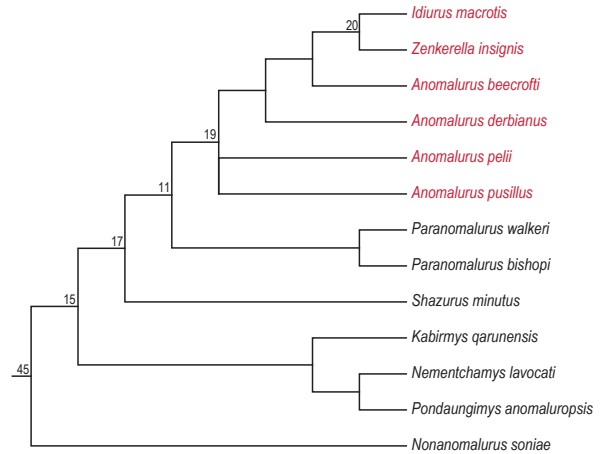 20
Idiurus macrotis
Zenkerella insignis
Anomalurus beecrofti
Anomalurus derbianus
19
Anomalurus pelii
11
Anomalurus pusillus
Paranomalurus walkeri
17
Paranomalurus bishopi
15
Shazurus minutus
Kabirmys qarunensis
45
Nementchamys lavocati
Pondaungimys anomaluropsis
Nonanomalurus soniae